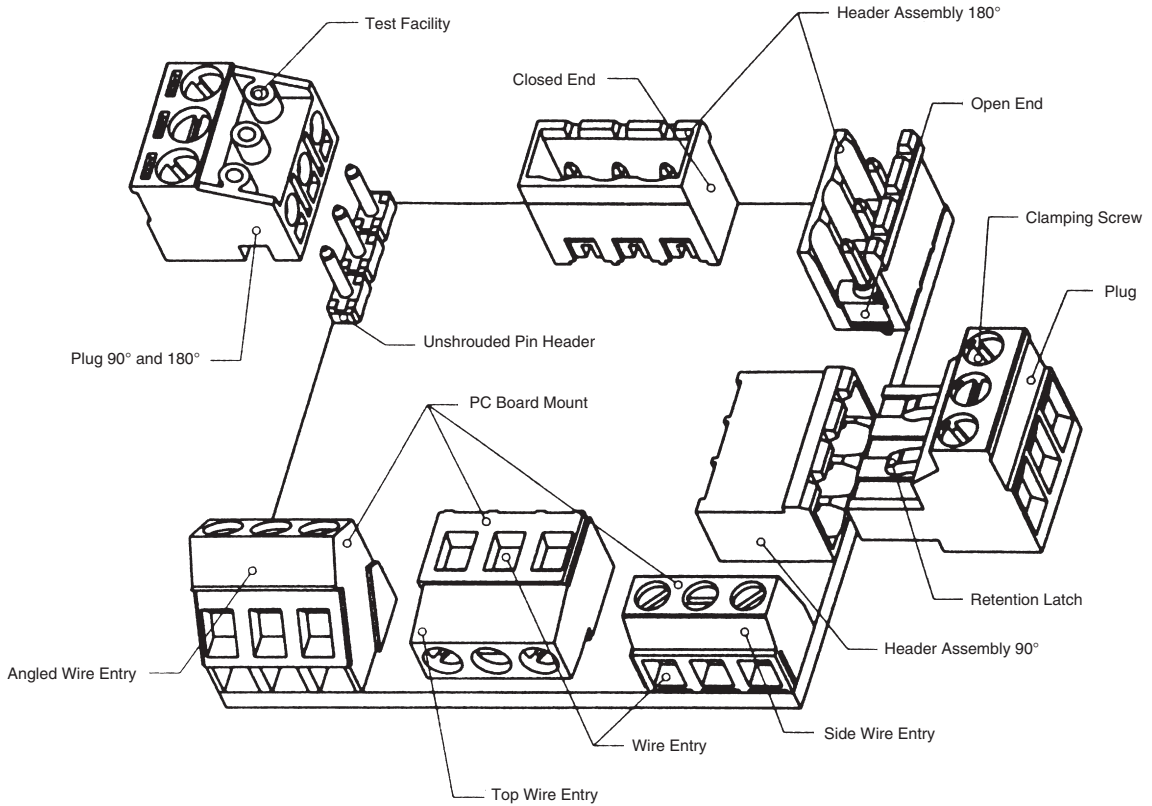 Test Facility
Header Assembly 180°
Closed End
Open End
Clamping Screw
Plug
Unshrouded Pin Header
Plug 90° and 180°
PC Board Mount
Retention Latch
Header Assembly 90°
Angled Wire Entry
Side Wire Entry
Wire Entry
Top Wire Entry